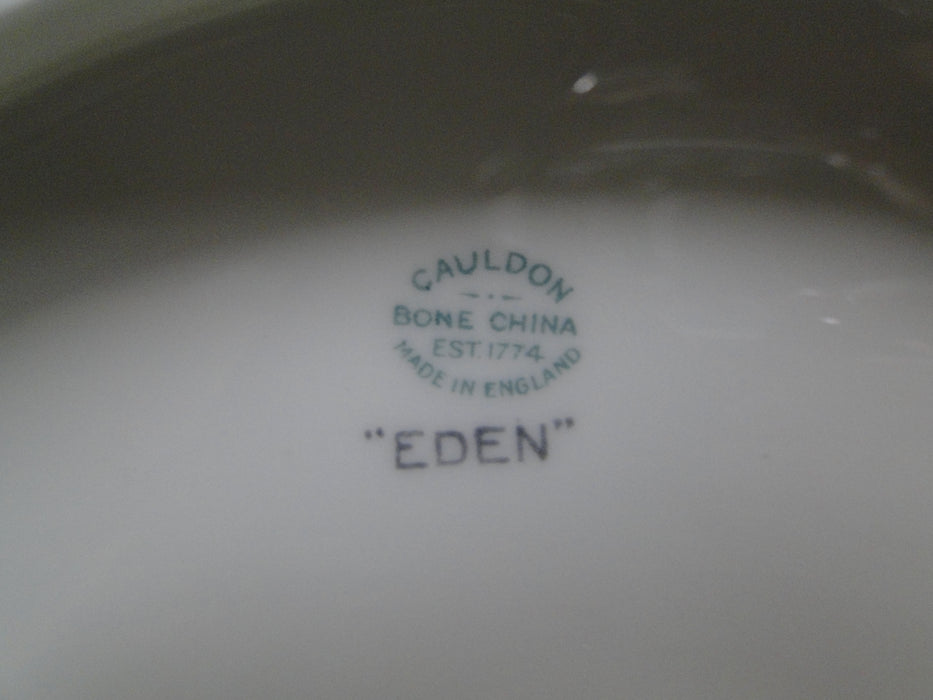 CAULDON
BONE CHINA
EST. 1774
MADE IN ENGLAND
"EDEN"